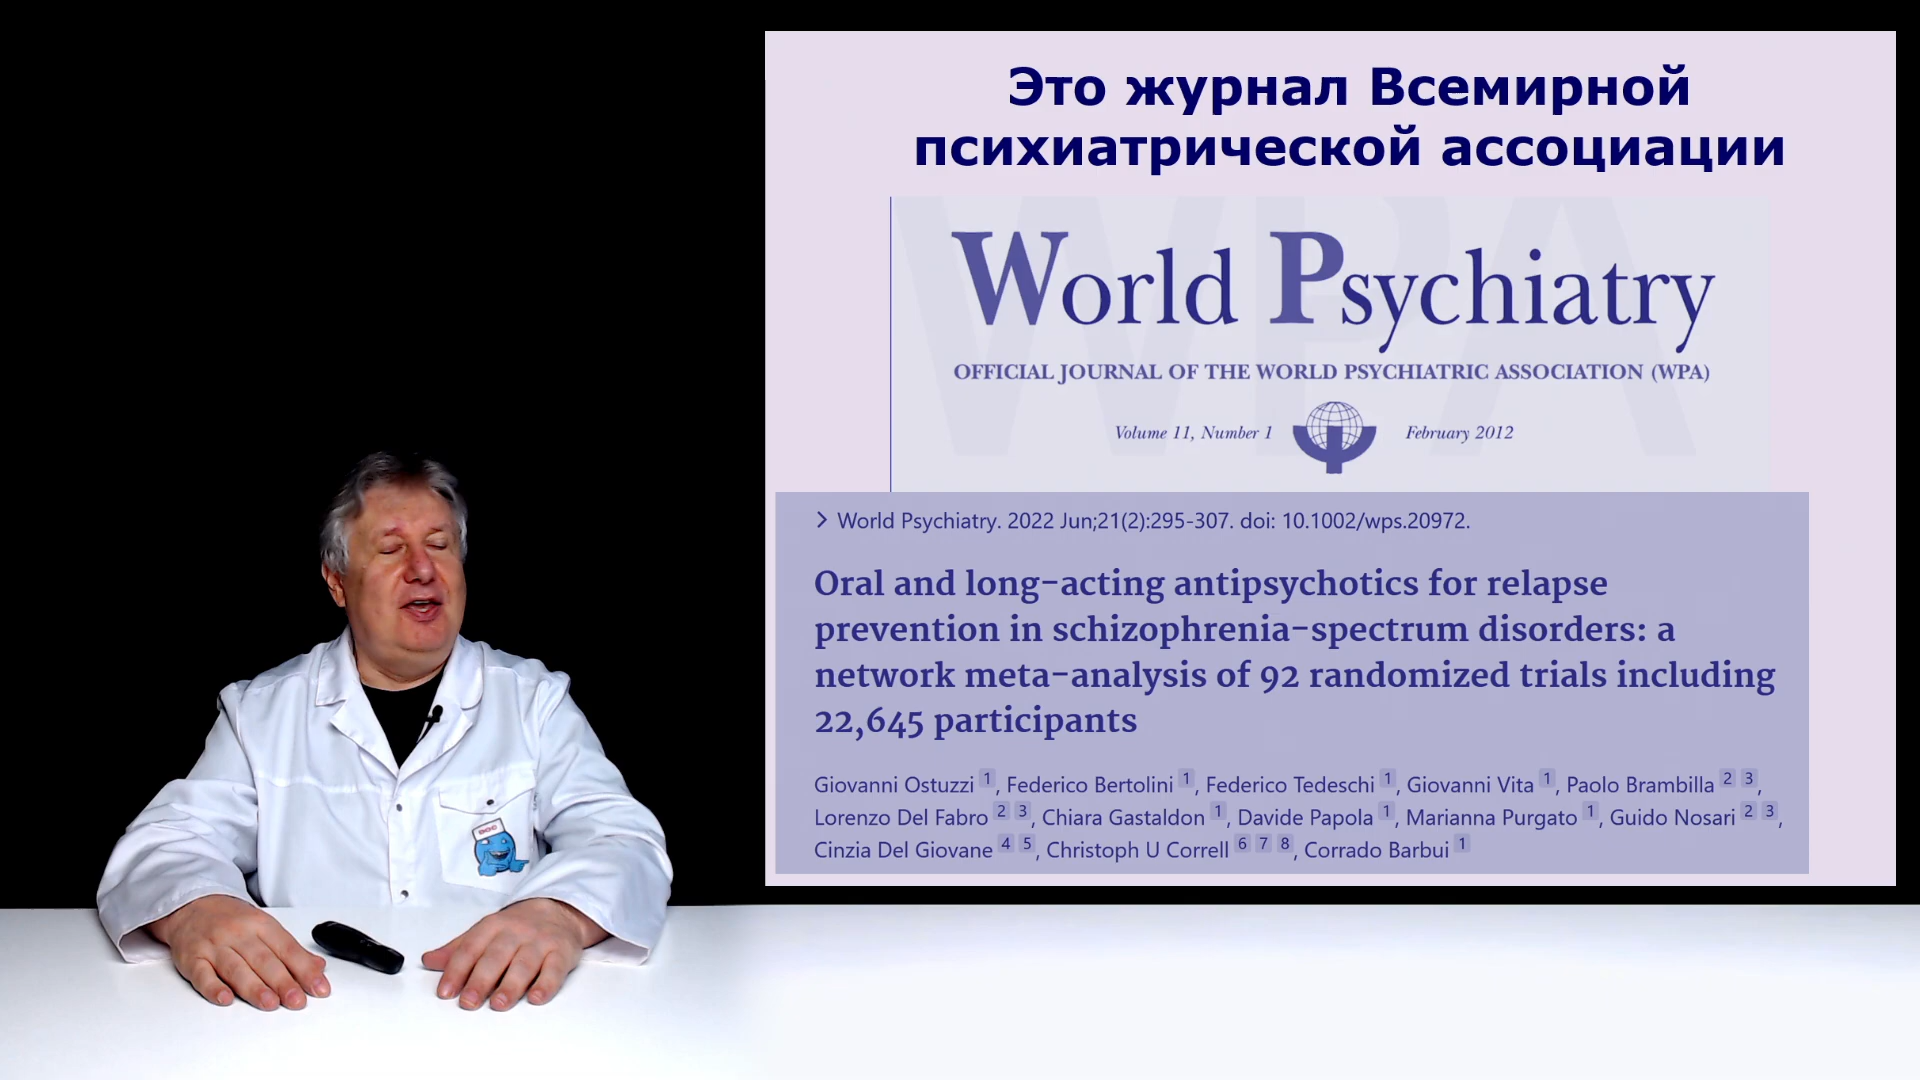 Это журнал Всемирной
психиатрической ассоциации
World Psychiatry
OFFICIAL JOURNAL OF THE WORLD PSYCHIATRIC ASSOCIATION (WPA)
Volume 11, Number 1 February 2012
World Psychiatry. 2022 Jun;21(2):295-307. doi: 10.1002/wps.20972.
Oral and long-acting antipsychotics for relapse
prevention in schizophrenia-spectrum disorders: a
network meta-analysis of 92 randomized trials including
22,645 participants
Giovanni Ostuzzi 1, Federico Bertolini 1, Federico Tedeschi 1, Giovanni Vita 1, Paolo Brambilla 2 3,
Lorenzo Del Fabro 2 3, Chiara Gastaldon 1, Davide Papola 1, Marianna Purgato 1, Guido Nosari 2 3,
Cinzia Del Giovane 4 5, Christoph U Correll 6 7 8, Corrado Barbui 1